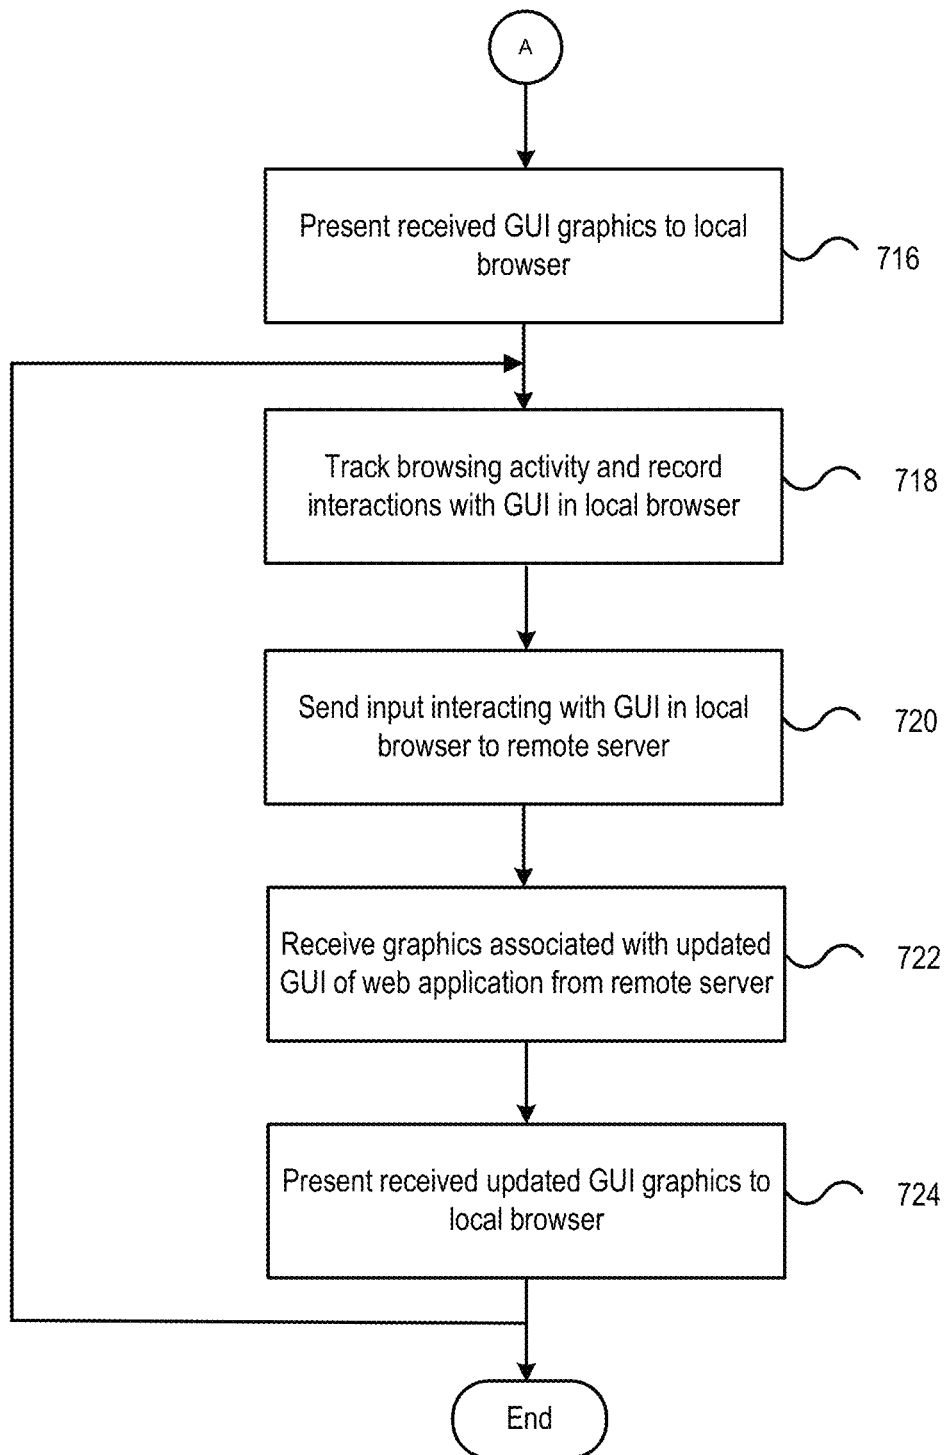 A
Present received GUI graphics to local
browser
716
Track browsing activity and record
interactions with GUI in local browser
718
Send input interacting with GUI in local
browser to remote server
720
Receive graphics associated with updated
GUI of web application from remote server
722
Present received updated GUI graphics to
local browser
724
End